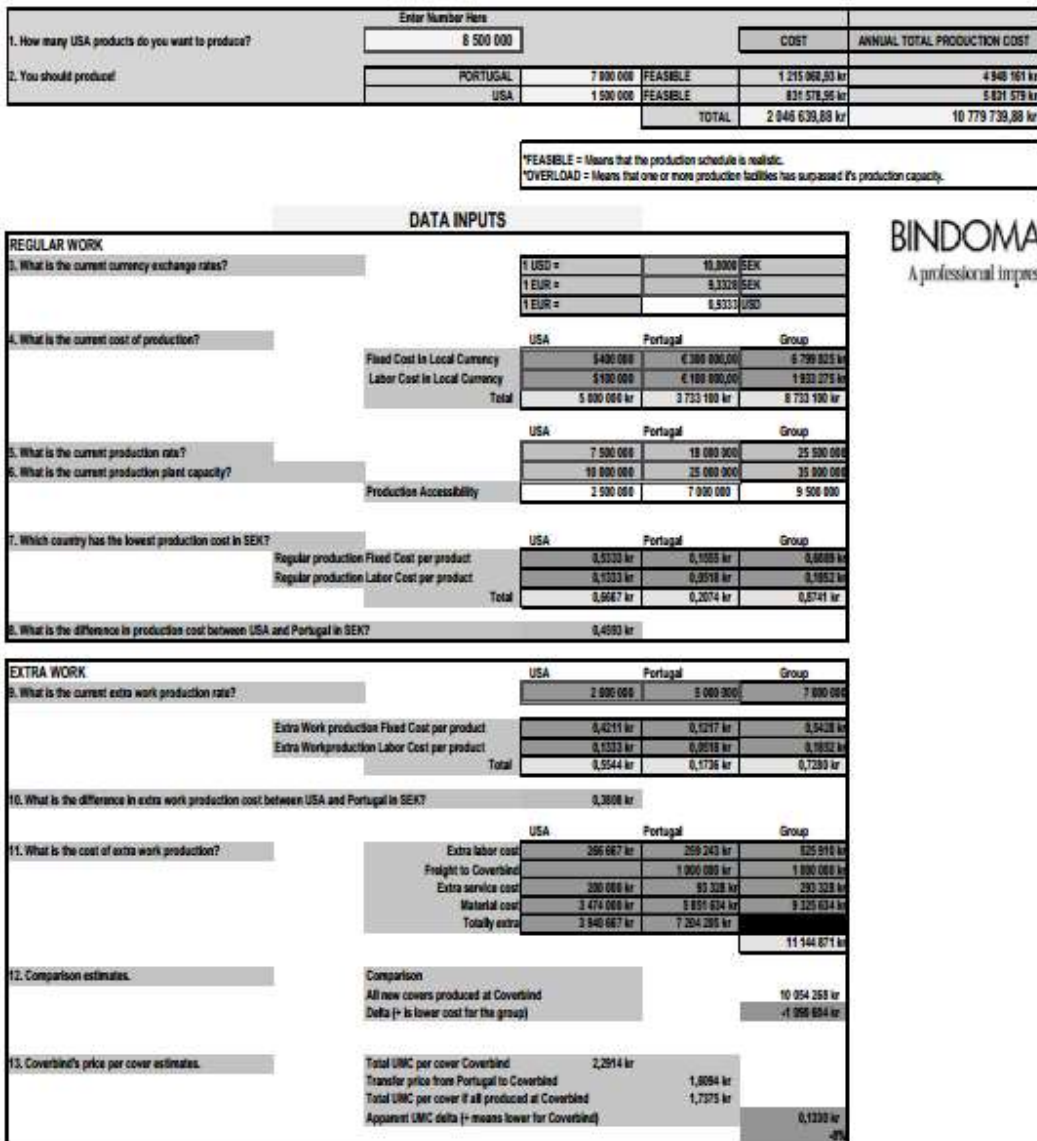 Enter Number Here
1. How many USA products do you want to produce? 8 500 000 COST ANNUAL TOTAL PRODUCTION COST
2. You should produce! PORTUGAL 7 000 000 FEASIBLE 1 215 060,93 kr 4 948 161 kr
USA 1 500 000 FEASIBLE 831 578,95 kr 5 831 579 kr
TOTAL 2 046 639,88 kr 10 779 739,88 kr
*FEASIBLE = Means that the production schedule is realistic.
*OVERLOAD = Means that one or more production facilities has surpassed it's production capacity.
DATA INPUTS
BINDOMA
A professional impres
REGULAR WORK
3. What is the current currency exchange rates? 1 USD = 10,0000 SEK
1 EUR = 9,3328 SEK
1 EUR = 0,9333 USD
4. What is the current cost of production? USA Portugal Group
Fixed Cost in Local Currency $400 000 € 300 000,00 6 799 825 kr
Labor Cost in Local Currency $100 000 € 100 000,00 1 933 275 kr
Total 5 000 000 kr 3 733 100 kr 8 733 100 kr
USA Portugal Group
5. What is the current production rate? 7 500 000 18 000 000 25 500 000
6. What is the current production plant capacity? 10 000 000 25 000 000 35 000 000
Production Accessibility 2 500 000 7 000 000 9 500 000
7. Which country has the lowest production cost in SEK? USA Portugal Group
Regular production Fixed Cost per product 0,5333 kr 0,1555 kr 0,6889 kr
Regular production Labor Cost per product 0,1333 kr 0,0518 kr 0,1852 kr
Total 0,6667 kr 0,2074 kr 0,8741 kr
8. What is the difference in production cost between USA and Portugal in SEK? 0,4593 kr
EXTRA WORK USA Portugal Group
9. What is the current extra work production rate? 2 000 000 5 000 000 7 000 000
Extra Work production Fixed Cost per product 0,4211 kr 0,1217 kr 0,5428 kr
Extra Workproduction Labor Cost per product 0,1333 kr 0,0518 kr 0,1852 kr
Total 0,5544 kr 0,1736 kr 0,7280 kr
10. What is the difference in extra work production cost between USA and Portugal in SEK? 0,3808 kr
USA Portugal Group
11. What is the cost of extra work production? Extra labor cost 266 667 kr 259 243 kr 525 910 kr
Freight to Coverbind 1 000 000 kr 1 000 000 kr
Extra service cost 200 000 kr 93 328 kr 293 328 kr
Material cost 3 474 000 kr 5 851 634 kr 9 325 634 kr
Totally extra 3 940 667 kr 7 204 205 kr
11 144 871 kr
12. Comparison estimates. Comparison
All new covers produced at Coverbind 10 054 268 kr
Delta (+ is lower cost for the group) -1 090 604 kr
13. Coverbind's price per cover estimates. Total UMC per cover Coverbind 2,2914 kr
Transfer price from Portugal to Coverbind 1,6094 kr
Total UMC per cover if all produced at Coverbind 1,7375 kr
Apparent UMC delta (+ means lower for Coverbind) 0,1330 kr